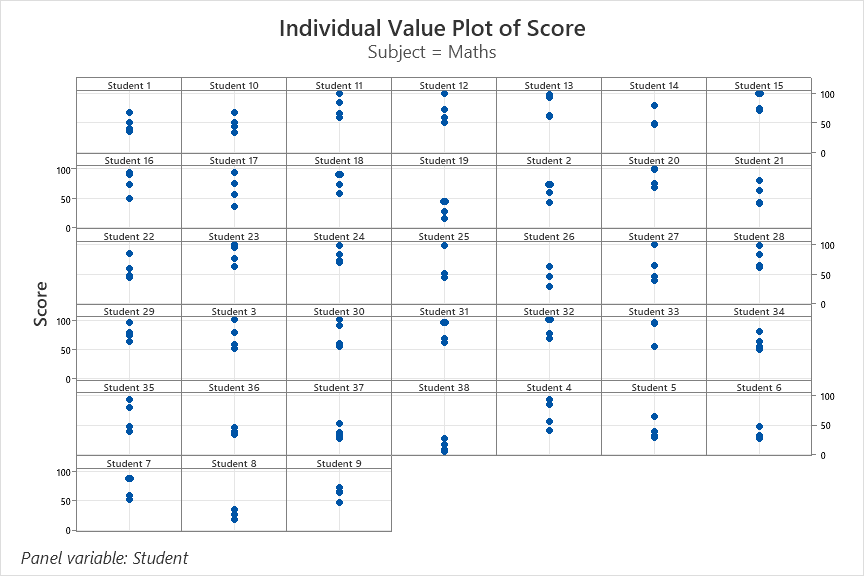 Individual Value Plot of Score
Subject = Maths
Student 1 Student 10 Student 11 Student 12 Student 13 Student 14 Student 15
100
50
0
Student 16 Student 17 Student 18 Student 19 Student 2 Student 20 Student 21
100
50
0
Student 22 Student 23 Student 24 Student 25 Student 26 Student 27 Student 28
100
50
0
Score
Student 29 Student 3 Student 30 Student 31 Student 32 Student 33 Student 34
100
50
0
Student 35 Student 36 Student 37 Student 38 Student 4 Student 5 Student 6
100
50
0
Student 7 Student 8 Student 9
100
50
0
Panel variable: Student